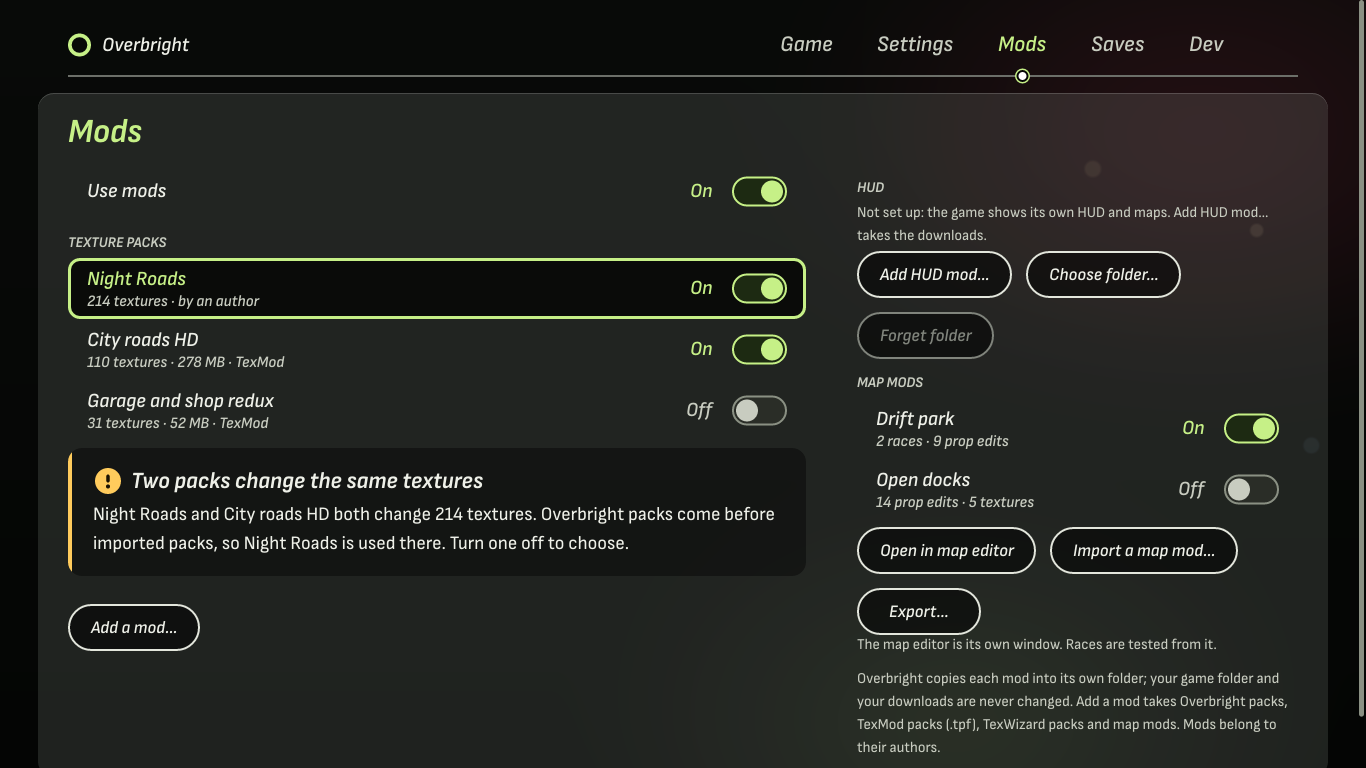 Overbright
Game
Settings
Mods
Saves
Dev
Mods
Use mods
On
TEXTURE PACKS
Night Roads
214 textures · by an author
On
City roads HD
110 textures · 278 MB · TexMod
On
Garage and shop redux
31 textures · 52 MB · TexMod
Off
Two packs change the same textures
Night Roads and City roads HD both change 214 textures. Overbright packs come before
imported packs, so Night Roads is used there. Turn one off to choose.
Add a mod...
HUD
Not set up: the game shows its own HUD and maps. Add HUD mod...
takes the downloads.
Add HUD mod...
Choose folder...
Forget folder
MAP MODS
Drift park
2 races · 9 prop edits
On
Open docks
14 prop edits · 5 textures
Off
Open in map editor
Import a map mod...
Export...
The map editor is its own window. Races are tested from it.
Overbright copies each mod into its own folder; your game folder and
your downloads are never changed. Add a mod takes Overbright packs,
TexMod packs (.tpf), TexWizard packs and map mods. Mods belong to
their authors.